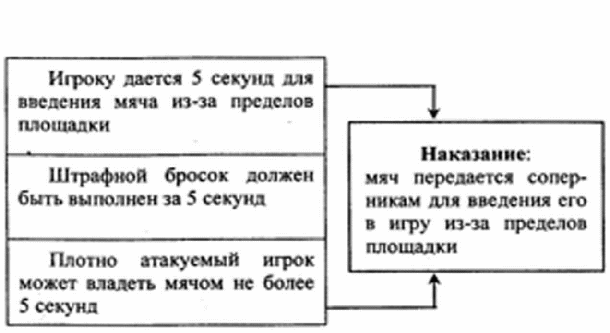 Игроку дается 5 секунд для
введения мяча из-за пределов
площадки
Штрафной бросок должен
быть выполнен за 5 секунд
Плотно атакуемый игрок
может владеть мячом не более
5 секунд
Наказание:
мяч передается сопер-
никам для введения его
в игру из-за пределов
площадки